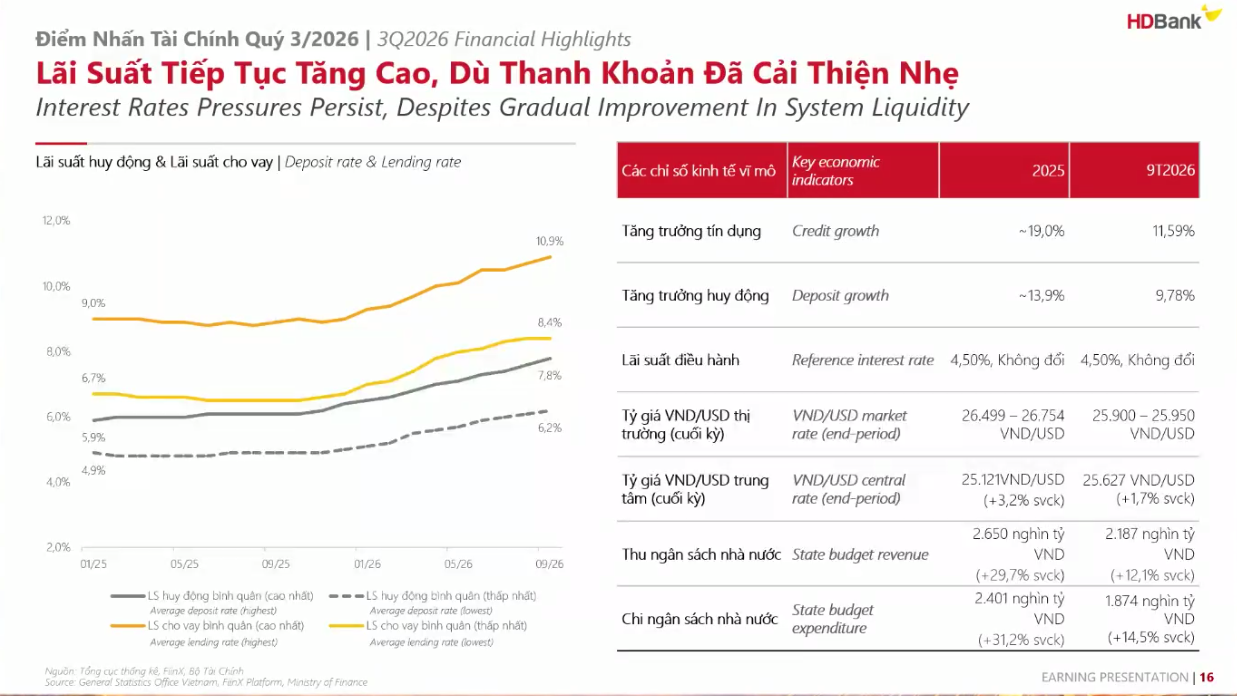 HDBank
Điểm Nhấn Tài Chính Quý 3/2026 | 3Q2026 Financial Highlights
Lãi Suất Tiếp Tục Tăng Cao, Dù Thanh Khoản Đã Cải Thiện Nhẹ
Interest Rates Pressures Persist, Despites Gradual Improvement In System Liquidity
Lãi suất huy động & Lãi suất cho vay | Deposit rate & Lending rate
12,0%
10,0%
8,0%
6,0%
4,0%
2,0%
9,0%
6,7%
5,9%
4,9%
10,9%
8,4%
7,8%
6,2%
01/25 05/25 09/25 01/26 05/26 09/26
LS huy động bình quân (cao nhất) LS huy động bình quân (thấp nhất)
Average deposit rate (highest) Average deposit rate (lowest)
LS cho vay bình quân (cao nhất) LS cho vay bình quân (thấp nhất)
Average lending rate (highest) Average lending rate (lowest)
Các chỉ số kinh tế vĩ mô Key economic indicators 2025 9T2026
Tăng trưởng tín dụng Credit growth ~19,0% 11,59%
Tăng trưởng huy động Deposit growth ~13,9% 9,78%
Lãi suất điều hành Reference interest rate 4,50%, Không đổi 4,50%, Không đổi
Tỷ giá VND/USD thị VND/USD market 26.499 – 26.754 25.900 – 25.950
trường (cuối kỳ) rate (end-period) VND/USD VND/USD
Tỷ giá VND/USD trung VND/USD central 25.121VND/USD 25.627 VND/USD
tâm (cuối kỳ) rate (end-period) (+3,2% svck) (+1,7% svck)
2.650 nghìn tỷ 2.187 nghìn tỷ
Thu ngân sách nhà nước State budget revenue VND VND
(+29,7% svck) (+12,1% svck)
2.401 nghìn tỷ 1.874 nghìn tỷ
Chi ngân sách nhà nước State budget expenditure VND VND
(+31,2% svck) (+14,5% svck)
Nguồn: Tổng cục thống kê, FiinX, Bộ Tài Chính
Source: General Statistics Office Vietnam, FiinX Platform, Ministry of Finance
EARNING PRESENTATION | 16